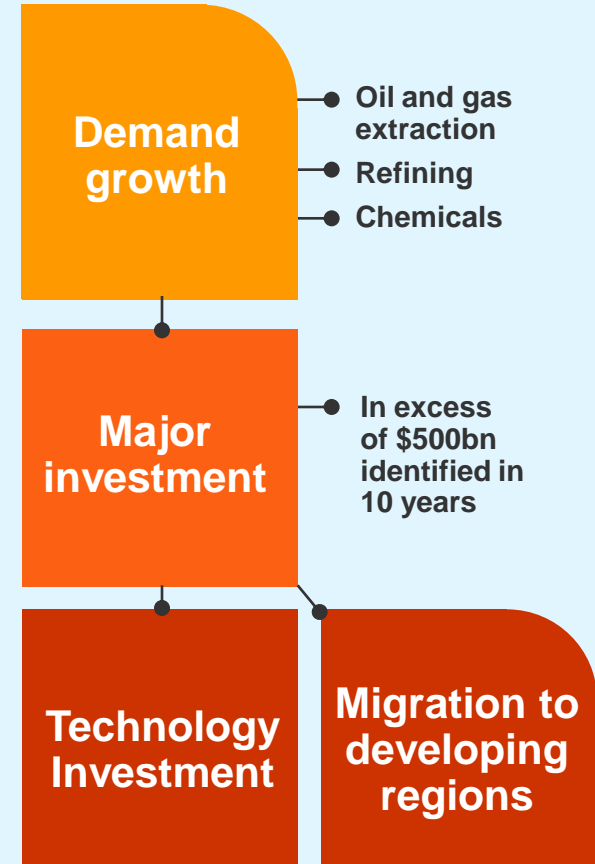 Demand
growth
Oil and gas
extraction
Refining
Chemicals
Major
investment
In excess
of $500bn
identified in
10 years
Technology
Investment
Migration to
developing
regions